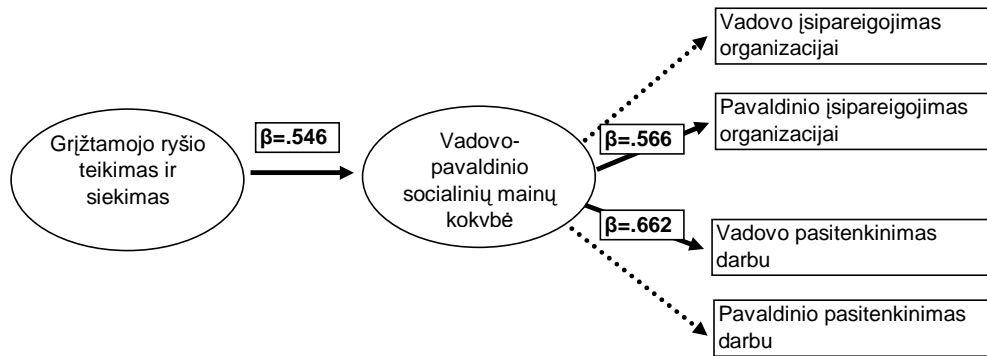 Vadovo įsipareigojimas
organizacijai
Pavaldinio įsipareigojimas
organizacijai
β=.546
β=.566
Grįžtamojo ryšio
teikimas ir
siekimas
Vadovo-
pavaldinio
socialinių mainų
kokvbė
β=.662
Vadovo pasitenkinimas
darbu
Pavaldinio pasitenkinimas
darbu